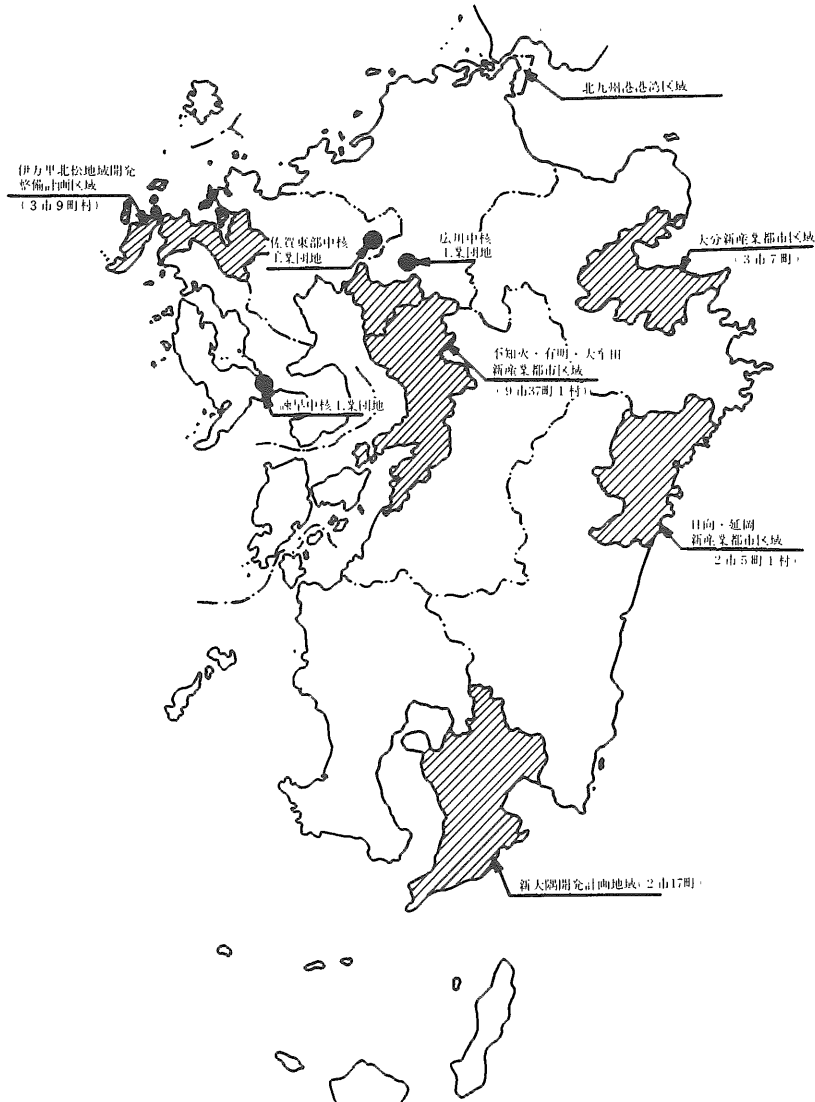 北九州港港湾区域
伊万里北松地域開発
整備計画区域
(3市9町村)
佐賀東部中核
工業団地
広川中核
工業団地
大分新産業都市区域
(3市7町)
不知火・有明・大牟田
新産業都市区域
(9市37町1村)
諫早中核工業団地
日向・延岡
新産業都市区域
2市5町1村)
新大隅開発計画地域(2市17町)